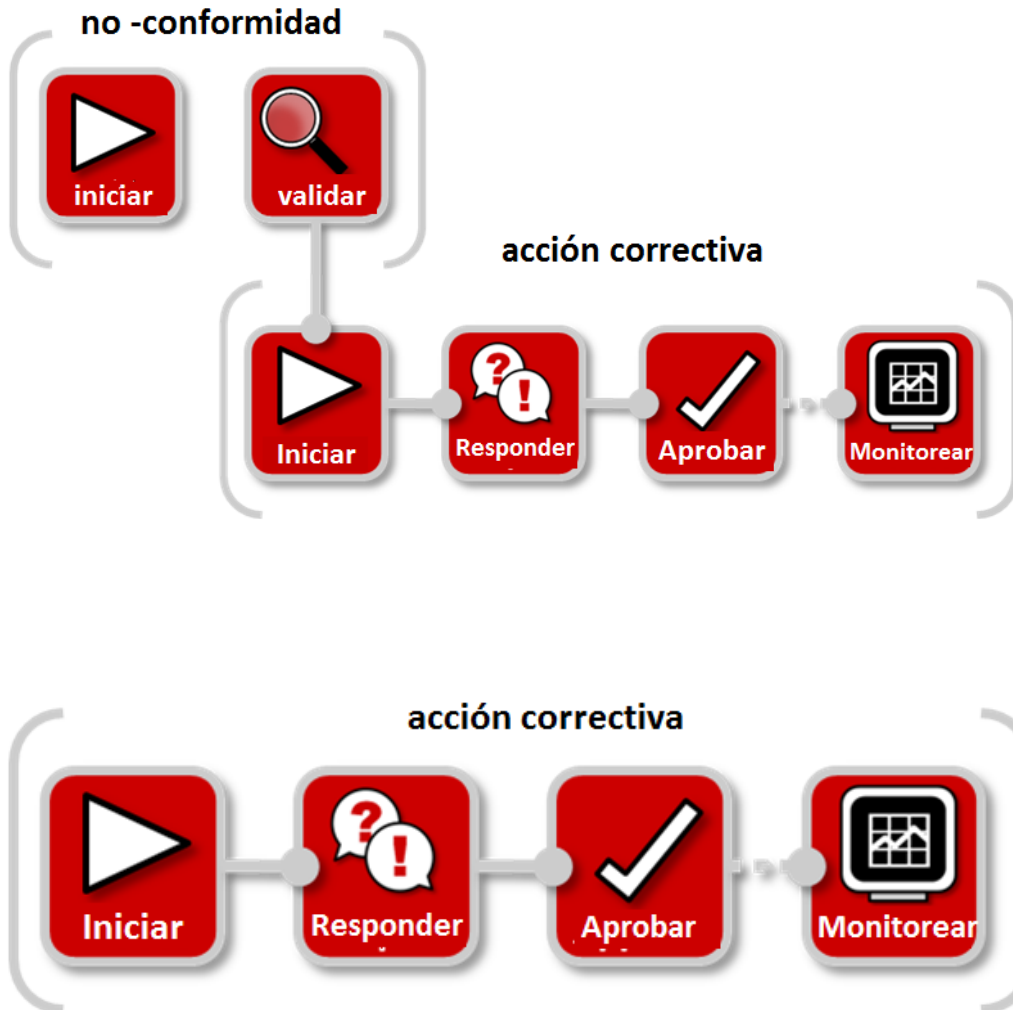 no -conformidad
iniciar
validar
acción correctiva
Iniciar
Responder
Aprobar
Monitorear
acción correctiva
Iniciar
Responder
Aprobar
Monitorear